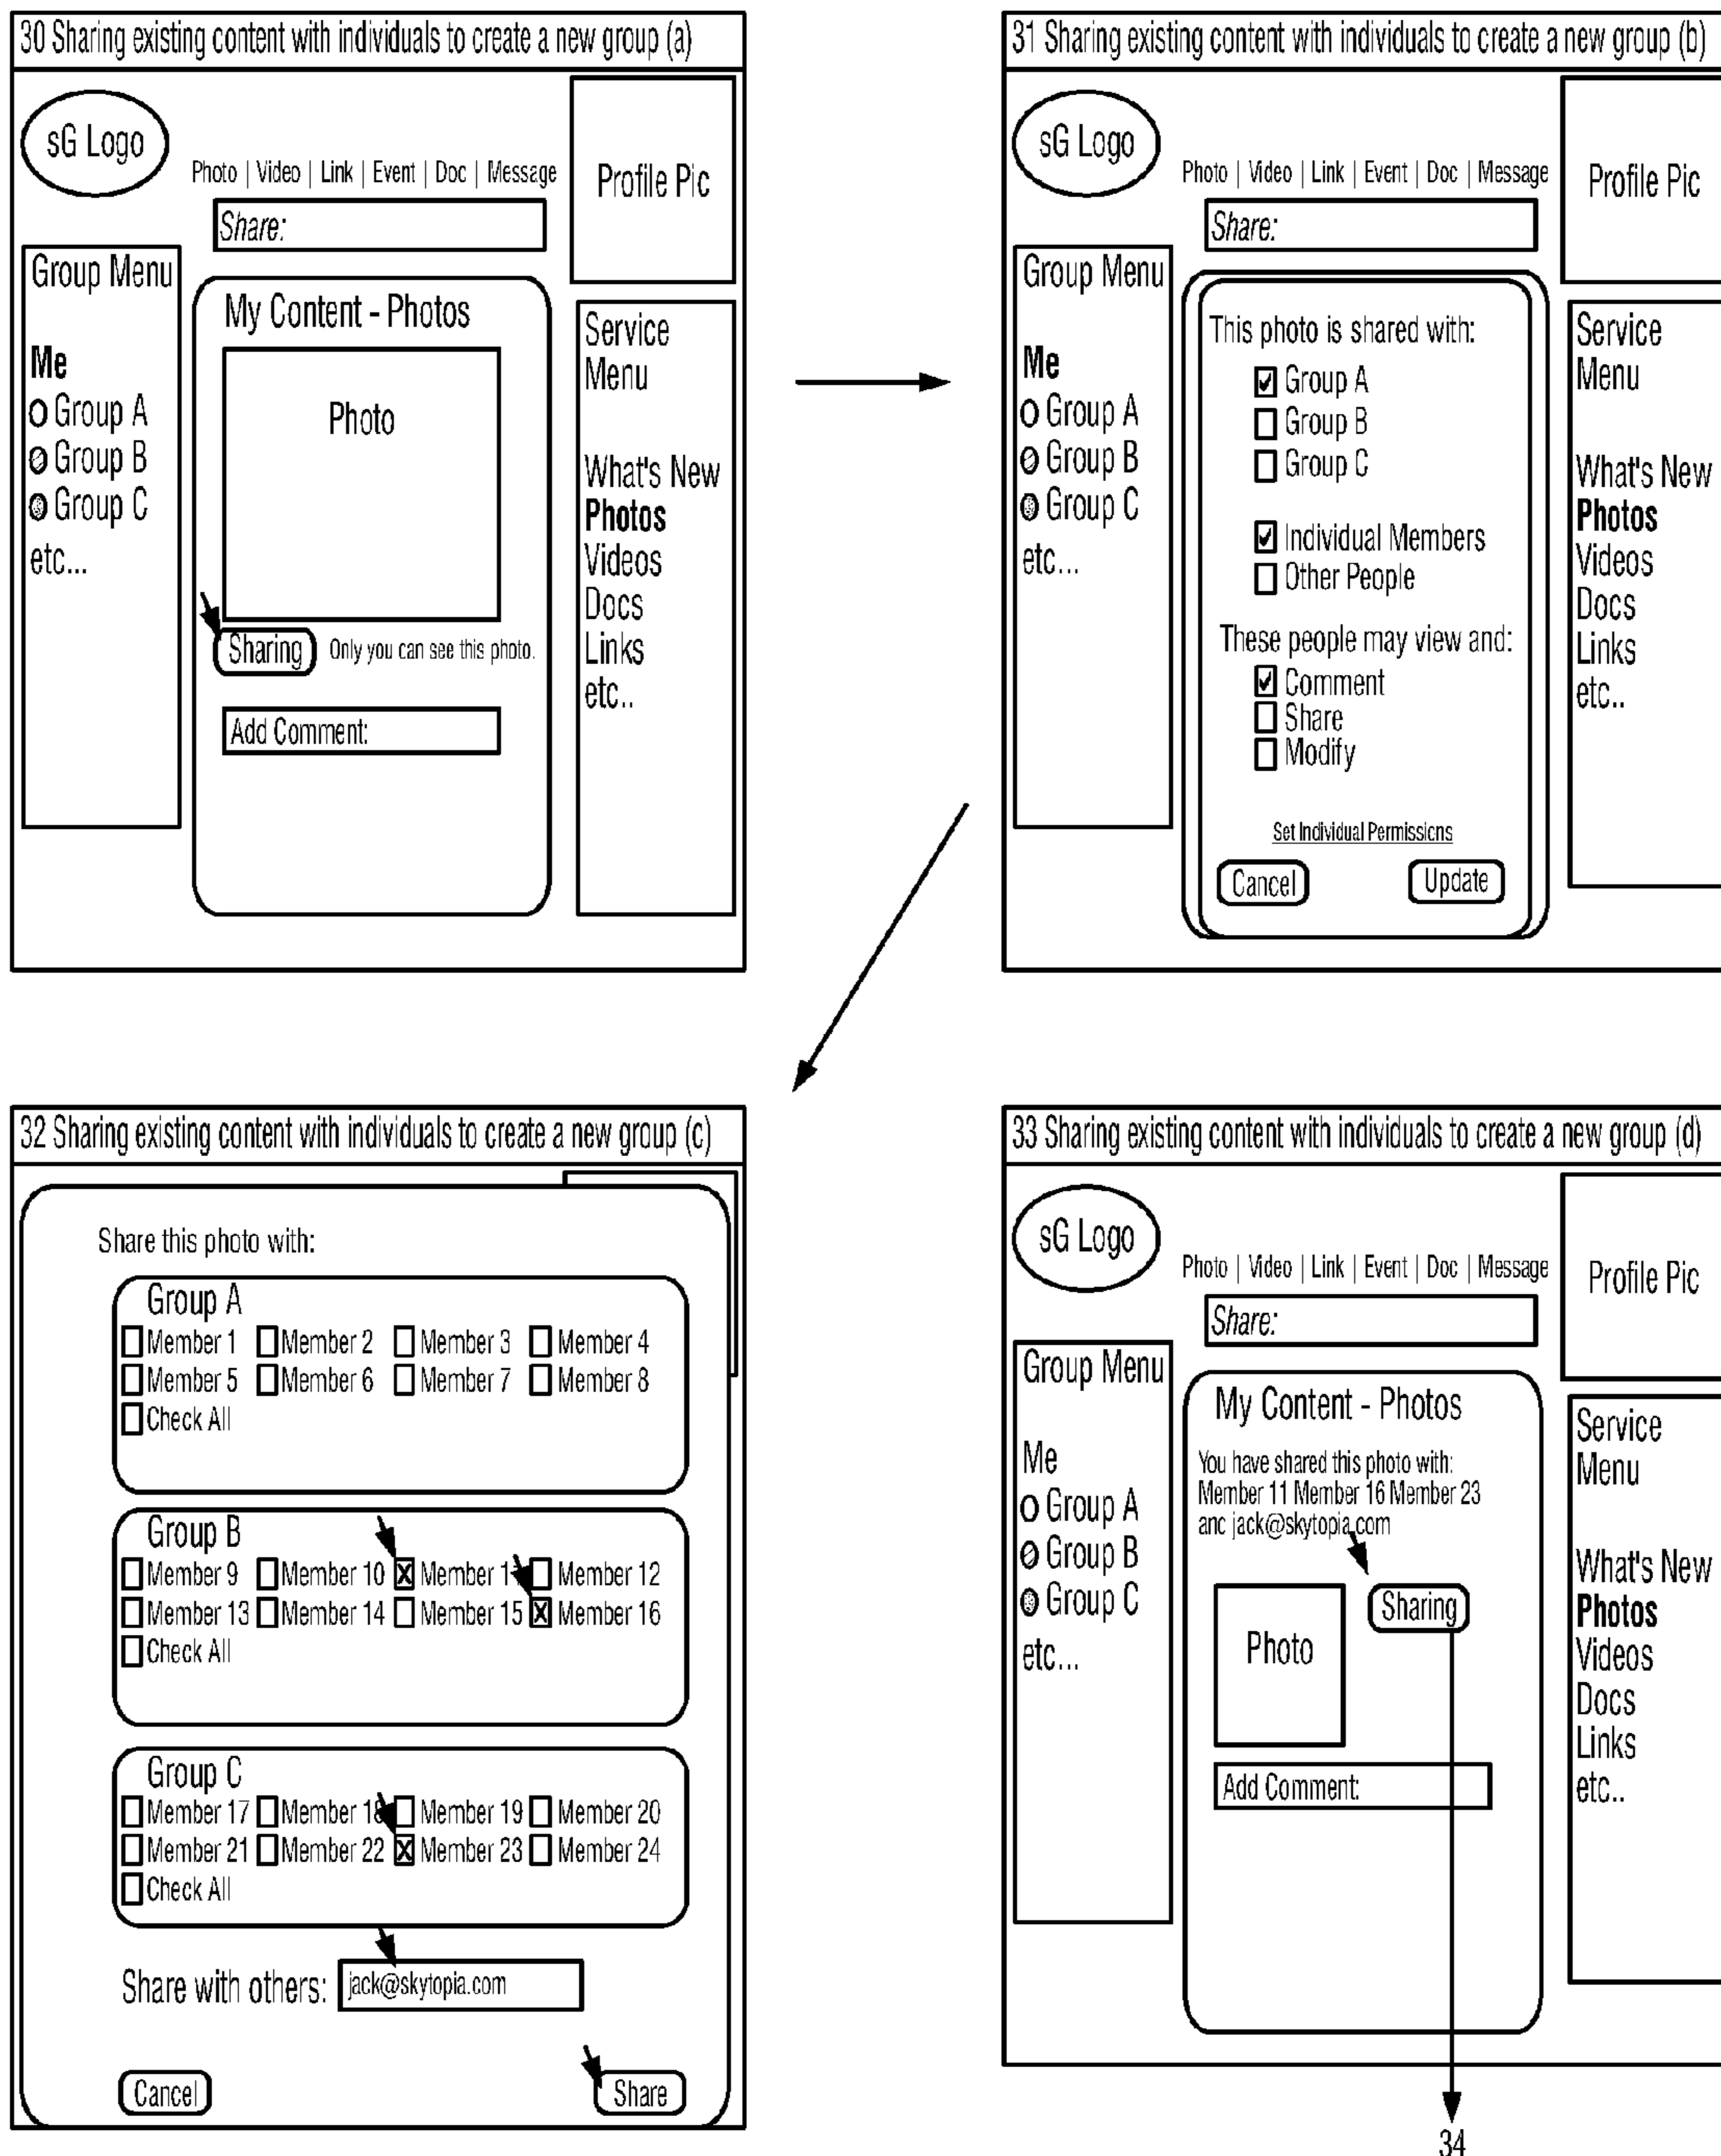 30 Sharing existing content with individuals to create a new group (a)
sG Logo
Photo | Video | Link | Event | Doc | Message
Share:
Profile Pic
Group Menu
Me
Group A
Group B
Group C
etc...
My Content - Photos
Photo
Sharing
Only you can see this photo.
Add Comment:
Service
Menu
What's New
Photos
Videos
Docs
Links
etc..
31 Sharing existing content with individuals to create a new group (b)
sG Logo
Photo | Video | Link | Event | Doc | Message
Share:
Profile Pic
Group Menu
Me
Group A
Group B
Group C
etc...
This photo is shared with:
Group A
Group B
Group C
Individual Members
Other People
These people may view and:
Comment
Share
Modify
Set Individual Permissions
Cancel
Update
Service
Menu
What's New
Photos
Videos
Docs
Links
etc..
32 Sharing existing content with individuals to create a new group (c)
Share this photo with:
Group A
Member 1 Member 2 Member 3 Member 4
Member 5 Member 6 Member 7 Member 8
Check All
Group B
Member 9 Member 10 Member 11 Member 12
Member 13 Member 14 Member 15 Member 16
Check All
Group C
Member 17 Member 18 Member 19 Member 20
Member 21 Member 22 Member 23 Member 24
Check All
Share with others: jack@skytopia.com
Cancel
Share
33 Sharing existing content with individuals to create a new group (d)
sG Logo
Photo | Video | Link | Event | Doc | Message
Share:
Profile Pic
Group Menu
Me
Group A
Group B
Group C
etc...
My Content - Photos
You have shared this photo with:
Member 11 Member 16 Member 23
and jack@skytopia.com
Sharing
Photo
Add Comment:
Service
Menu
What's New
Photos
Videos
Docs
Links
etc..
34